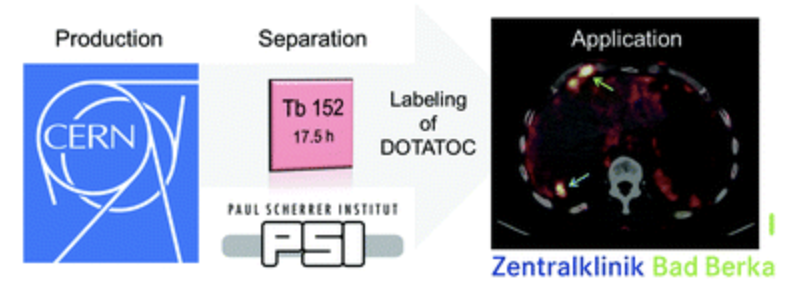 Production
Separation
Application
CERN
Tb 152
17.5 h
Labeling
of
DOTATOC
PAUL SCHERRER INSTITUT
PSI
Zentralklinik Bad Berka